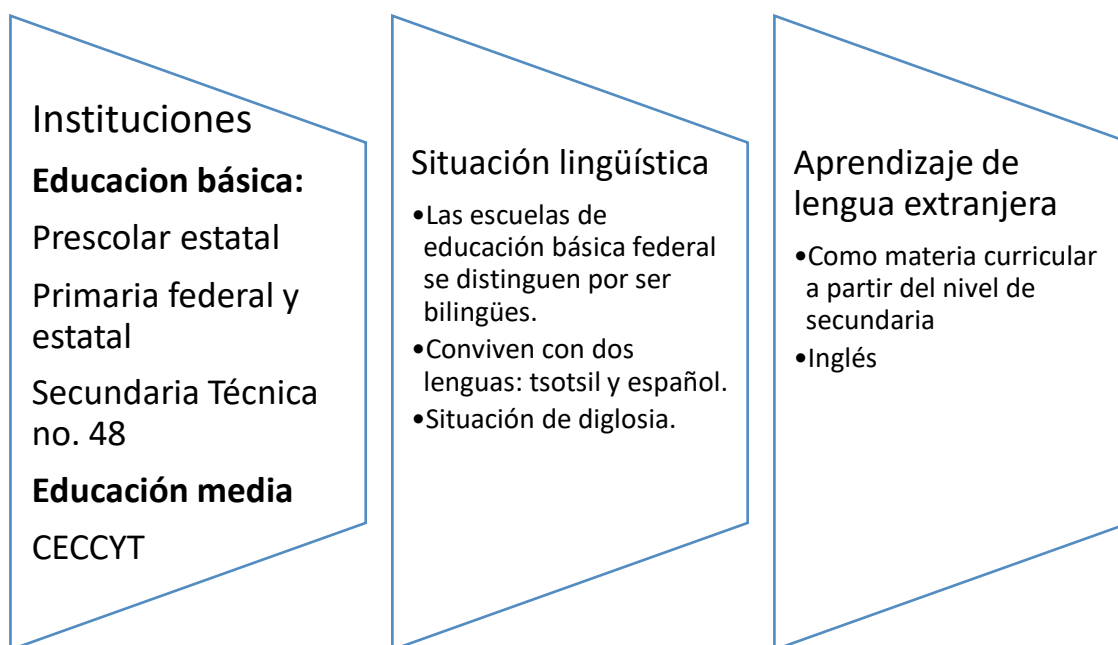 Instituciones
Educacion básica:
Prescolar estatal
Primaria federal y
estatal
Secundaria Técnica
no. 48
Educación media
CECCYT
Situación lingüística
•Las escuelas de
educación básica federal
se distinguen por ser
bilingües.
•Conviven con dos
lenguas: tsotsil y español.
•Situación de diglosia.
Aprendizaje de
lengua extranjera
•Como materia curricular
a partir del nivel de
secundaria
•Inglés